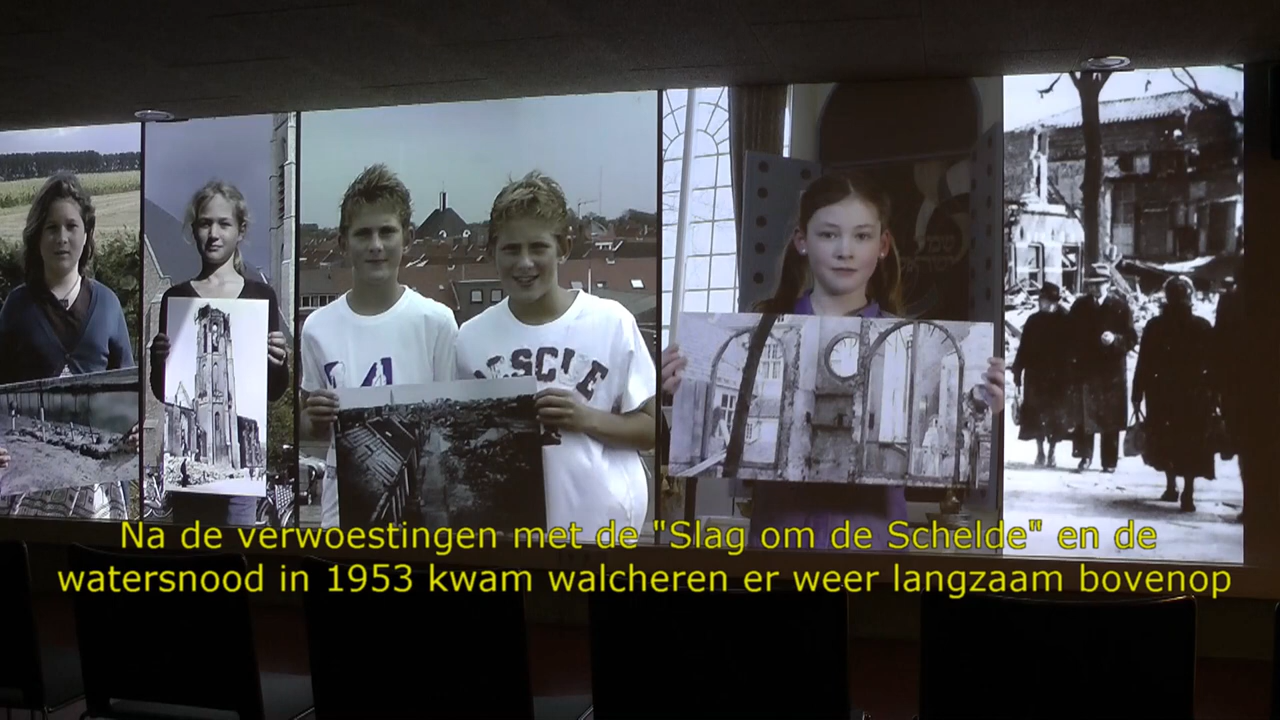 Na de verwoestingen met de "Slag om de Schelde" en de
watersnood in 1953 kwam walcheren er weer langzaam bovenop